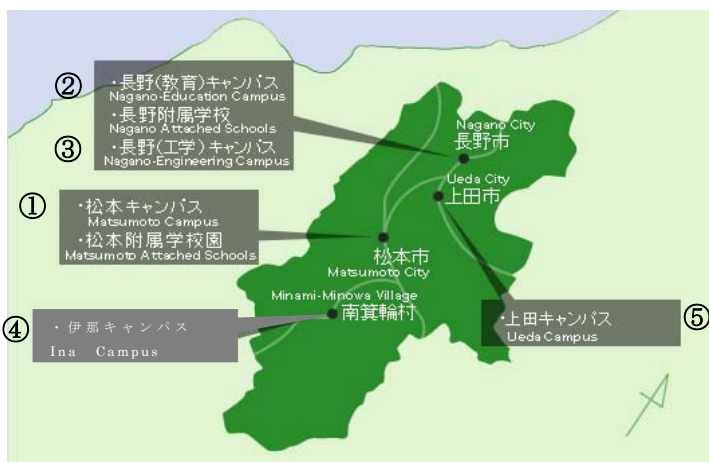 ②
・長野(教育)キャンパス
Nagano-Education Campus
・長野附属学校
Nagano Attached Schools
③
・長野(工学)キャンパス
Nagano-Engineering Campus
Nagano City
長野市
Ueda City
上田市
①
・松本キャンパス
Matsumoto Campus
・松本附属学校園
Matsumoto Attached Schools
松本市
Matsumoto City
Minami-Minowa Village
南箕輪村
④
・伊那キャンパス
Ina Campus
・上田キャンパス
Ueda Campus
⑤